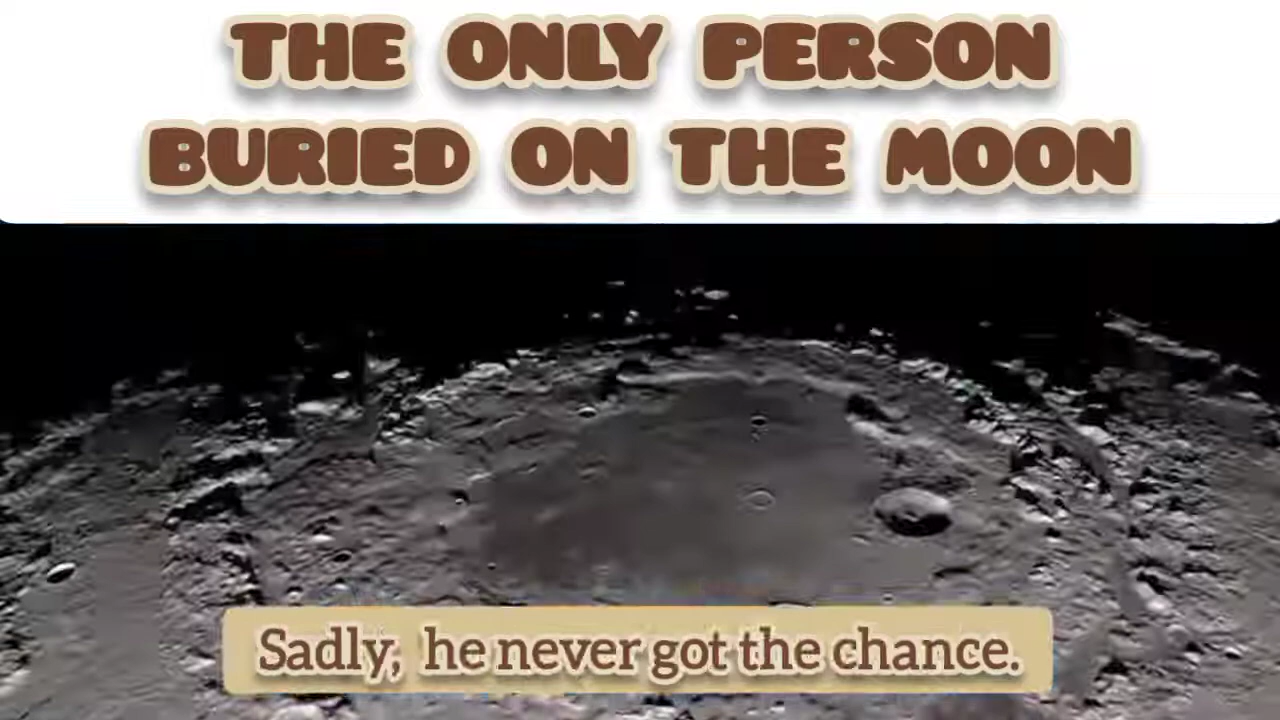 THE ONLY PERSON
BURIED ON THE MOON
Sadly, he never got the chance.